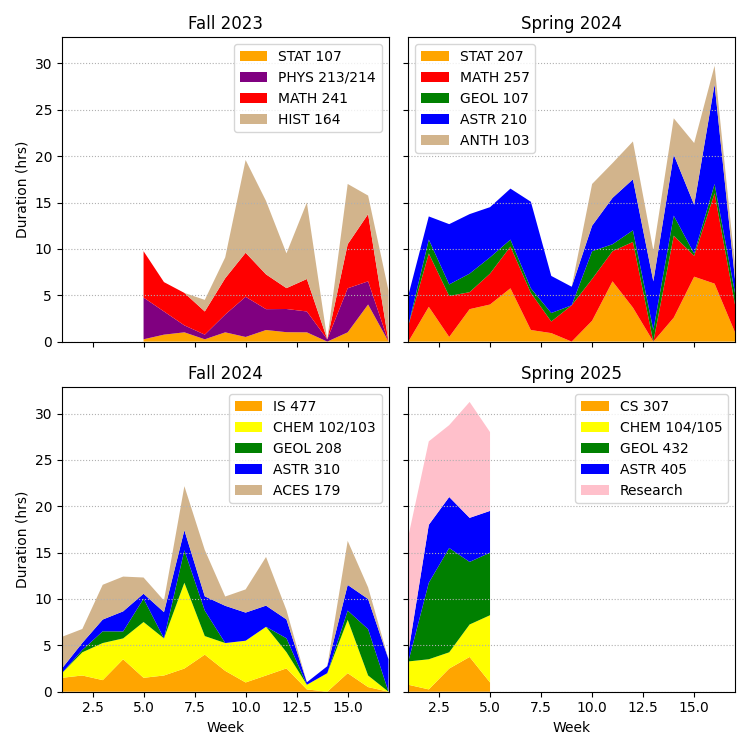 Fall 2023
Spring 2024
Duration (hrs)
30
25
20
15
10
5
0
STAT 107
PHYS 213/214
MATH 241
HIST 164
STAT 207
MATH 257
GEOL 107
ASTR 210
ANTH 103
Fall 2024
Spring 2025
Duration (hrs)
30
25
20
15
10
5
0
IS 477
CHEM 102/103
GEOL 208
ASTR 310
ACES 179
CS 307
CHEM 104/105
GEOL 432
ASTR 405
Research
2.5 5.0 7.5 10.0 12.5 15.0
2.5 5.0 7.5 10.0 12.5 15.0
Week
Week